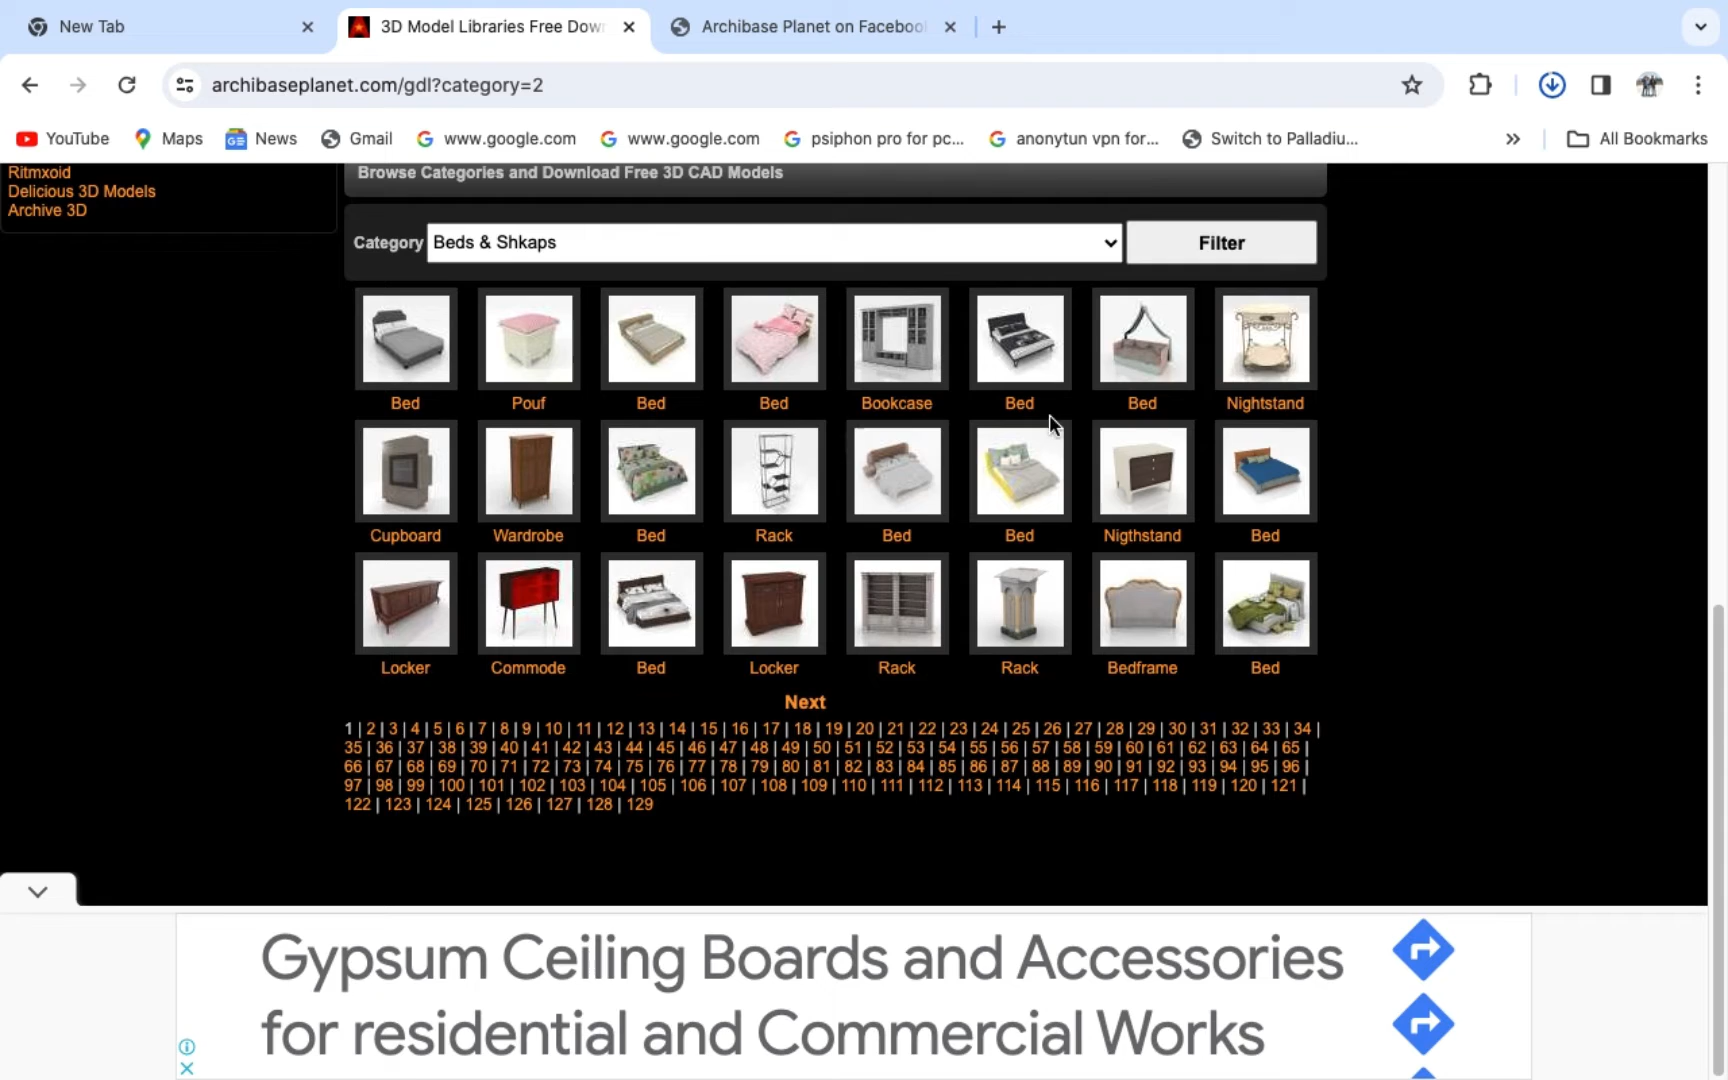 New Tab
3D Model Libraries Free Dow
Archibase Planet on Facebook
archibaseplanet.com/gdl?category=2
YouTube
Maps
News
Gmail
www.google.com
www.google.com
psiphon pro for pc...
anonytun vpn for...
Switch to Palladiu...
All Bookmarks
Ritmxoid
Delicious 3D Models
Archive 3D
Browse Categories and Download Free 3D CAD Models
Category Beds & Shkaps Filter
Bed Pouf Bed Bed Bookcase Bed Bed Nightstand
Cupboard Wardrobe Bed Rack Bed Bed Nigthstand Bed
Locker Commode Bed Locker Rack Rack Bedframe Bed
Next
1 | 2 | 3 | 4 | 5 | 6 | 7 | 8 | 9 | 10 | 11 | 12 | 13 | 14 | 15 | 16 | 17 | 18 | 19 | 20 | 21 | 22 | 23 | 24 | 25 | 26 | 27 | 28 | 29 | 30 | 31 | 32 | 33 | 34 |
35 | 36 | 37 | 38 | 39 | 40 | 41 | 42 | 43 | 44 | 45 | 46 | 47 | 48 | 49 | 50 | 51 | 52 | 53 | 54 | 55 | 56 | 57 | 58 | 59 | 60 | 61 | 62 | 63 | 64 | 65 |
66 | 67 | 68 | 69 | 70 | 71 | 72 | 73 | 74 | 75 | 76 | 77 | 78 | 79 | 80 | 81 | 82 | 83 | 84 | 85 | 86 | 87 | 88 | 89 | 90 | 91 | 92 | 93 | 94 | 95 | 96 |
97 | 98 | 99 | 100 | 101 | 102 | 103 | 104 | 105 | 106 | 107 | 108 | 109 | 110 | 111 | 112 | 113 | 114 | 115 | 116 | 117 | 118 | 119 | 120 | 121 |
122 | 123 | 124 | 125 | 126 | 127 | 128 | 129
Gypsum Ceiling Boards and Accessories
for residential and Commercial Works